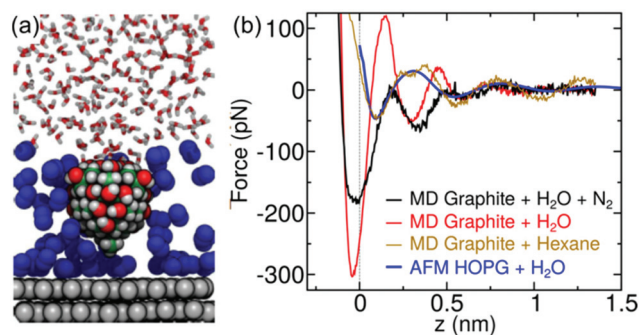 (a)
(b)
100
0
-100
-200
-300
Force (pN)
MD Graphite + H₂O + N₂
MD Graphite + H₂O
MD Graphite + Hexane
AFM HOPG + H₂O
0 0.5 1 1.5
z (nm)